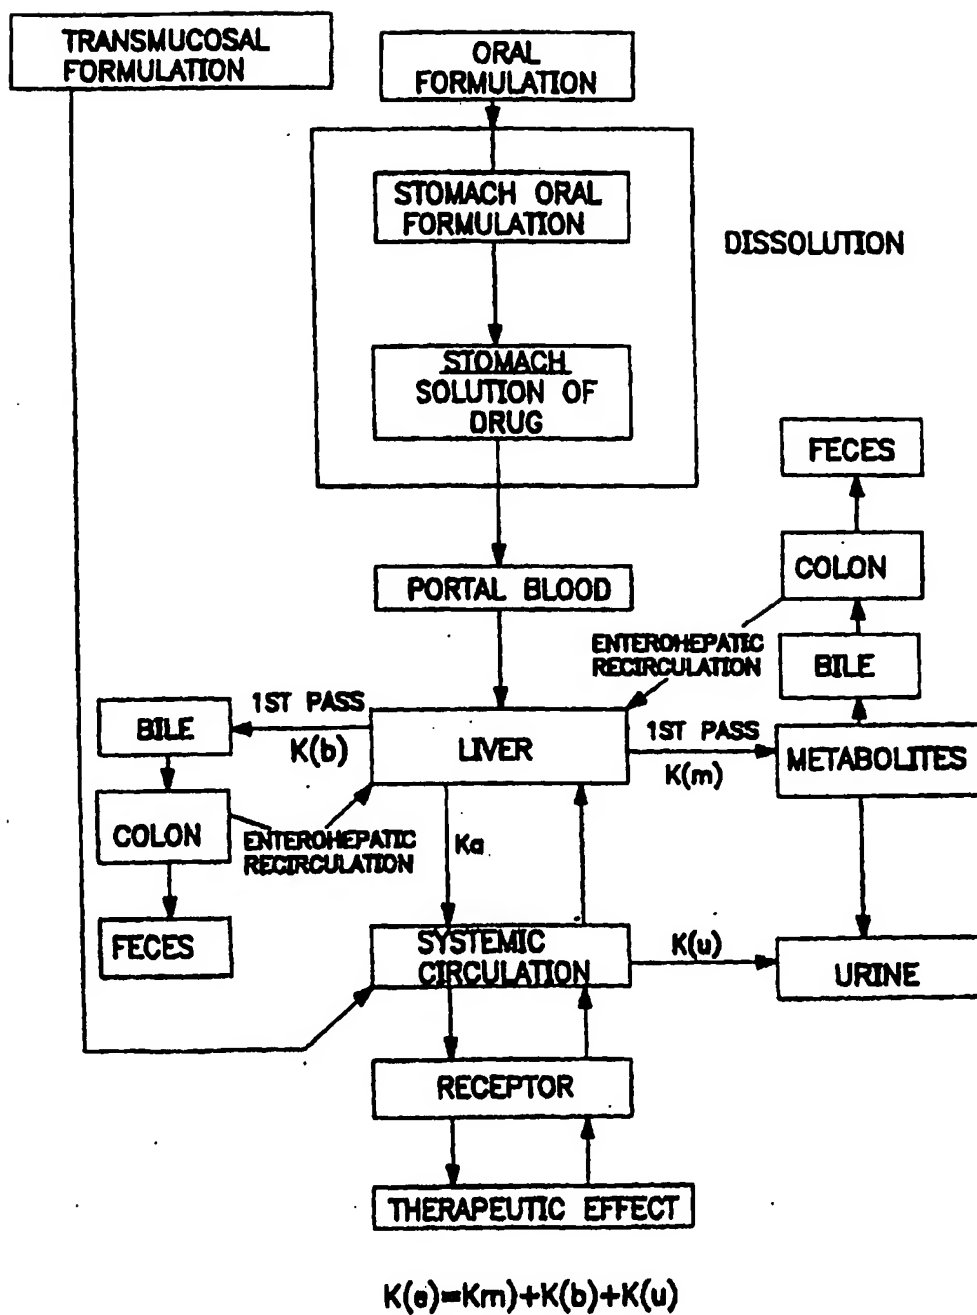 TRANSMUCOSAL
FORMULATION
ORAL
FORMULATION
STOMACH ORAL
FORMULATION
DISSOLUTION
STOMACH
SOLUTION OF
DRUG
FECES
COLON
PORTAL BLOOD
ENTEROHEPATIC
RECIRCULATION
BILE
BILE
1ST PASS
K(b)
LIVER
1ST PASS
K(m)
METABOLITES
COLON
ENTEROHEPATIC
RECIRCULATION
Ka
FECES
SYSTEMIC
CIRCULATION
K(u)
URINE
RECEPTOR
THERAPEUTIC EFFECT
K(e)=Km)+K(b)+K(u)